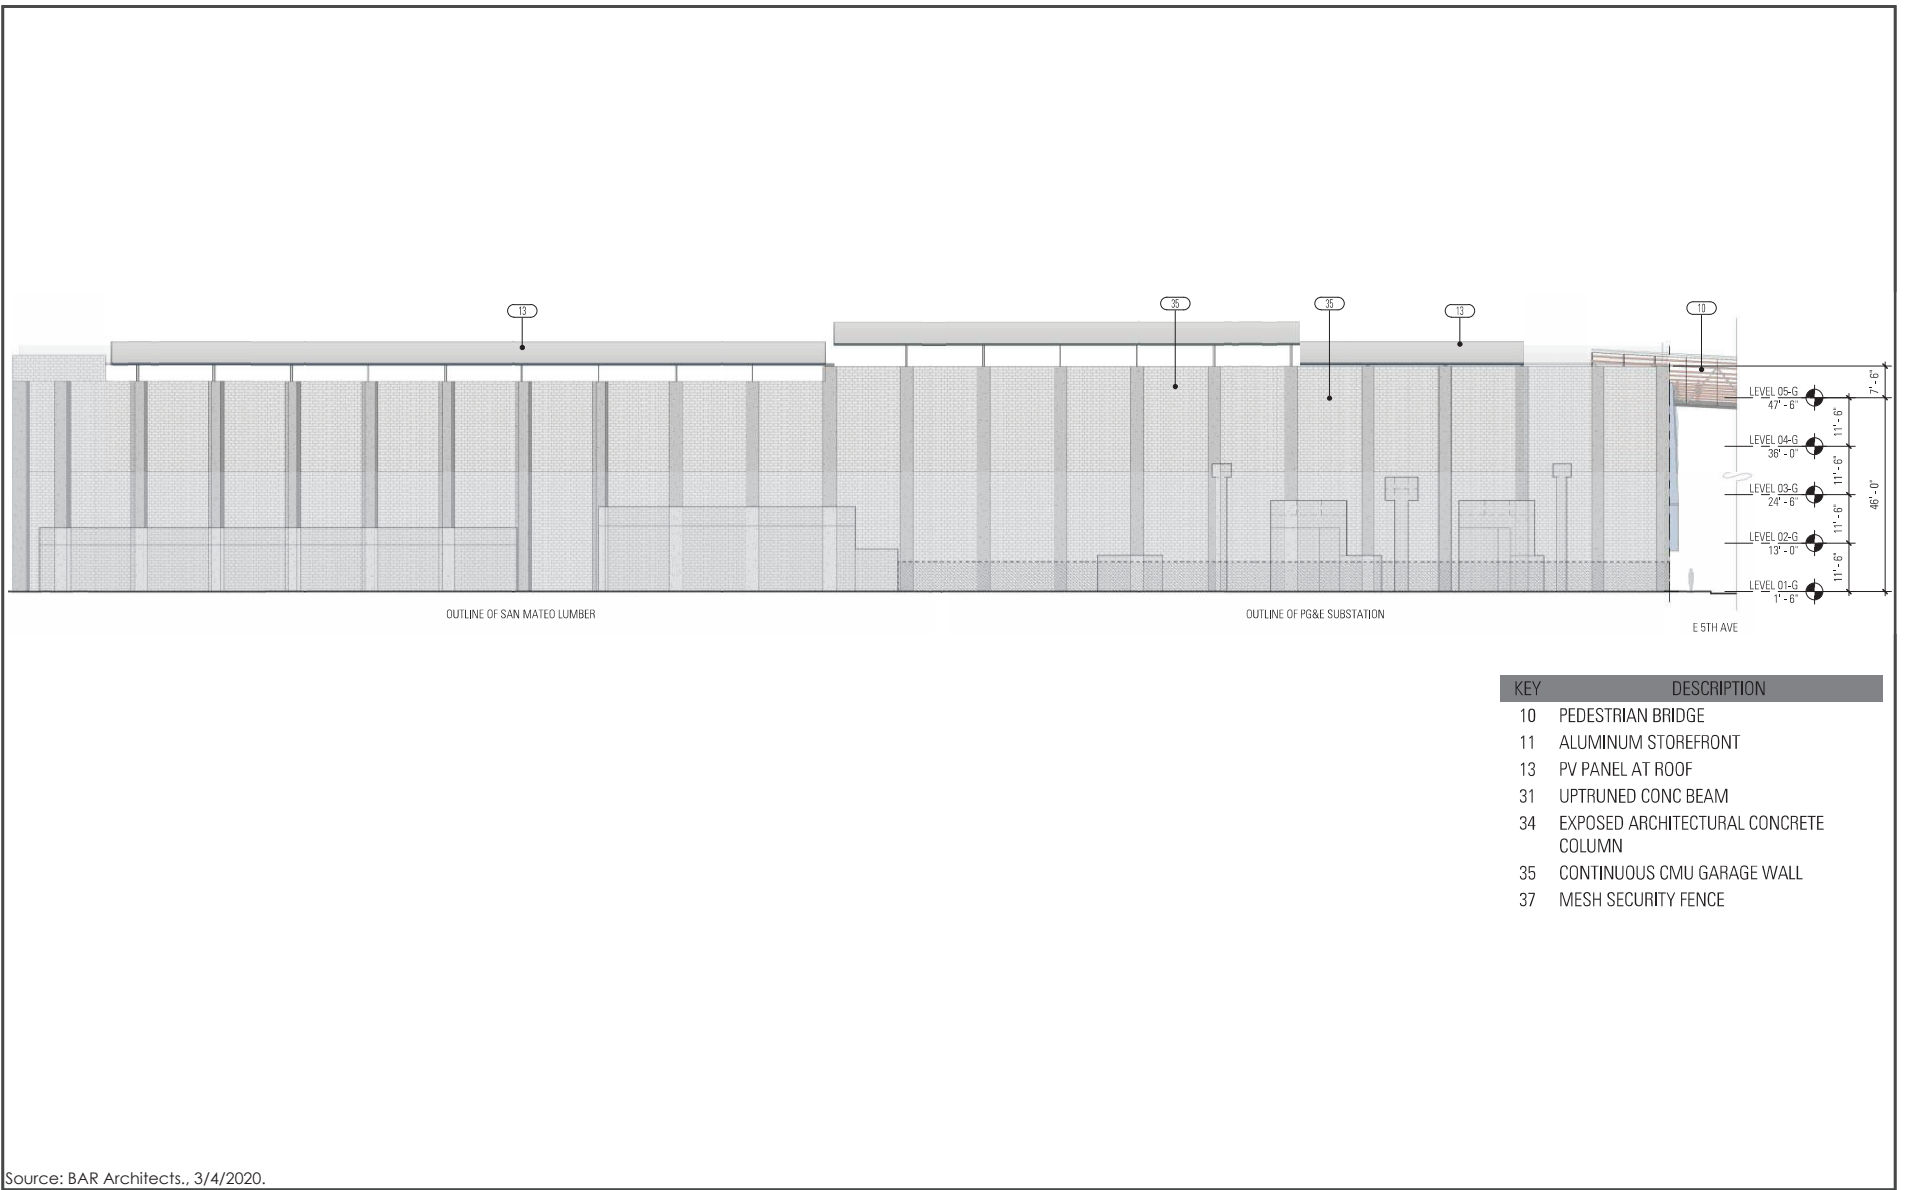 13
35
35
13
10
LEVEL 05-G
47' - 6"
7' - 6"
11' - 6"
LEVEL 04-G
36' - 0"
11' - 6"
LEVEL 03-G
24' - 6"
46' - 0"
11' - 6"
LEVEL 02-G
13' - 0"
11' - 6"
LEVEL 01-G
1' - 6"
OUTLINE OF SAN MATEO LUMBER
OUTLINE OF PG&E SUBSTATION
E 5TH AVE
KEY DESCRIPTION
10 PEDESTRIAN BRIDGE
11 ALUMINUM STOREFRONT
13 PV PANEL AT ROOF
31 UPTRUNED CONC BEAM
34 EXPOSED ARCHITECTURAL CONCRETE
COLUMN
35 CONTINUOUS CMU GARAGE WALL
37 MESH SECURITY FENCE
Source: BAR Architects., 3/4/2020.